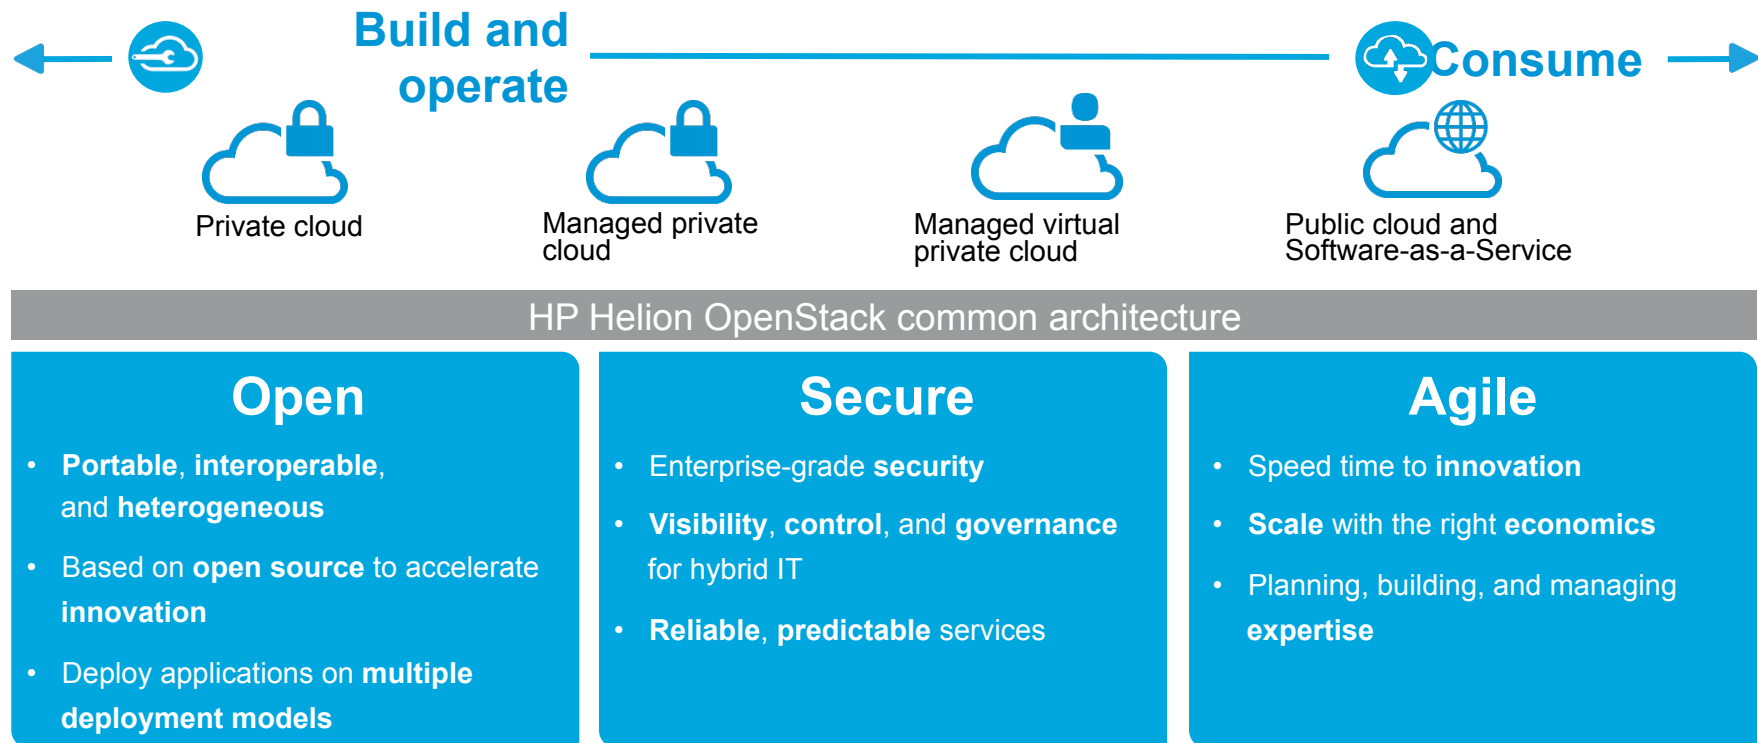 Build and
operate
Consume
Private cloud
Managed private
cloud
Managed virtual
private cloud
Public cloud and
Software-as-a-Service
HP Helion OpenStack common architecture
Open
• Portable, interoperable,
and heterogeneous
• Based on open source to accelerate
innovation
• Deploy applications on multiple
deployment models
Secure
• Enterprise-grade security
• Visibility, control, and governance
for hybrid IT
• Reliable, predictable services
Agile
• Speed time to innovation
• Scale with the right economics
• Planning, building, and managing
expertise